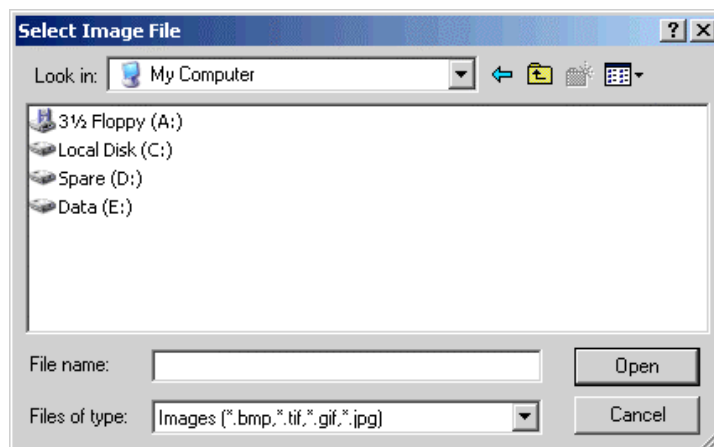 Select Image File
Look in: My Computer
3½ Floppy (A:)
Local Disk (C:)
Spare (D:)
Data (E:)
File name: Open
Files of type: Images (*.bmp,*.tif,*.gif,*.jpg) Cancel